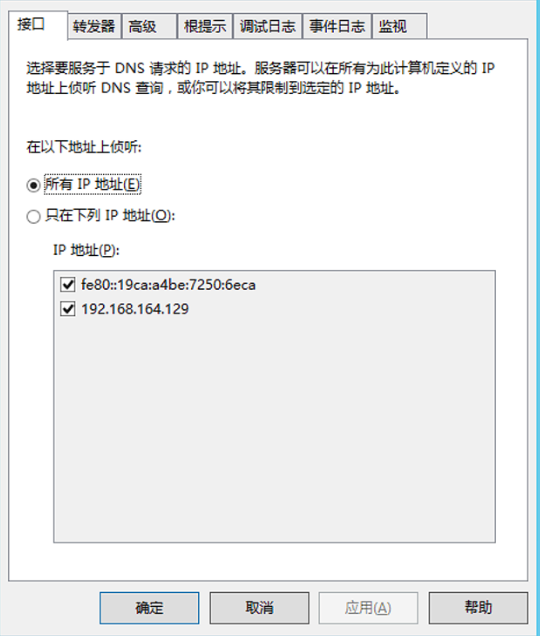 接口
转发器
高级
根提示
调试日志
事件日志
监视
选择要服务于 DNS 请求的 IP 地址。服务器可以在所有为此计算机定义的 IP
地址上侦听 DNS 查询，或你可以将其限制到选定的 IP 地址。
在以下地址上侦听:
所有 IP 地址(E)
只在下列 IP 地址(O):
IP 地址(P):
fe80::19ca:a4be:7250:6eca
192.168.164.129
确定
取消
应用(A)
帮助